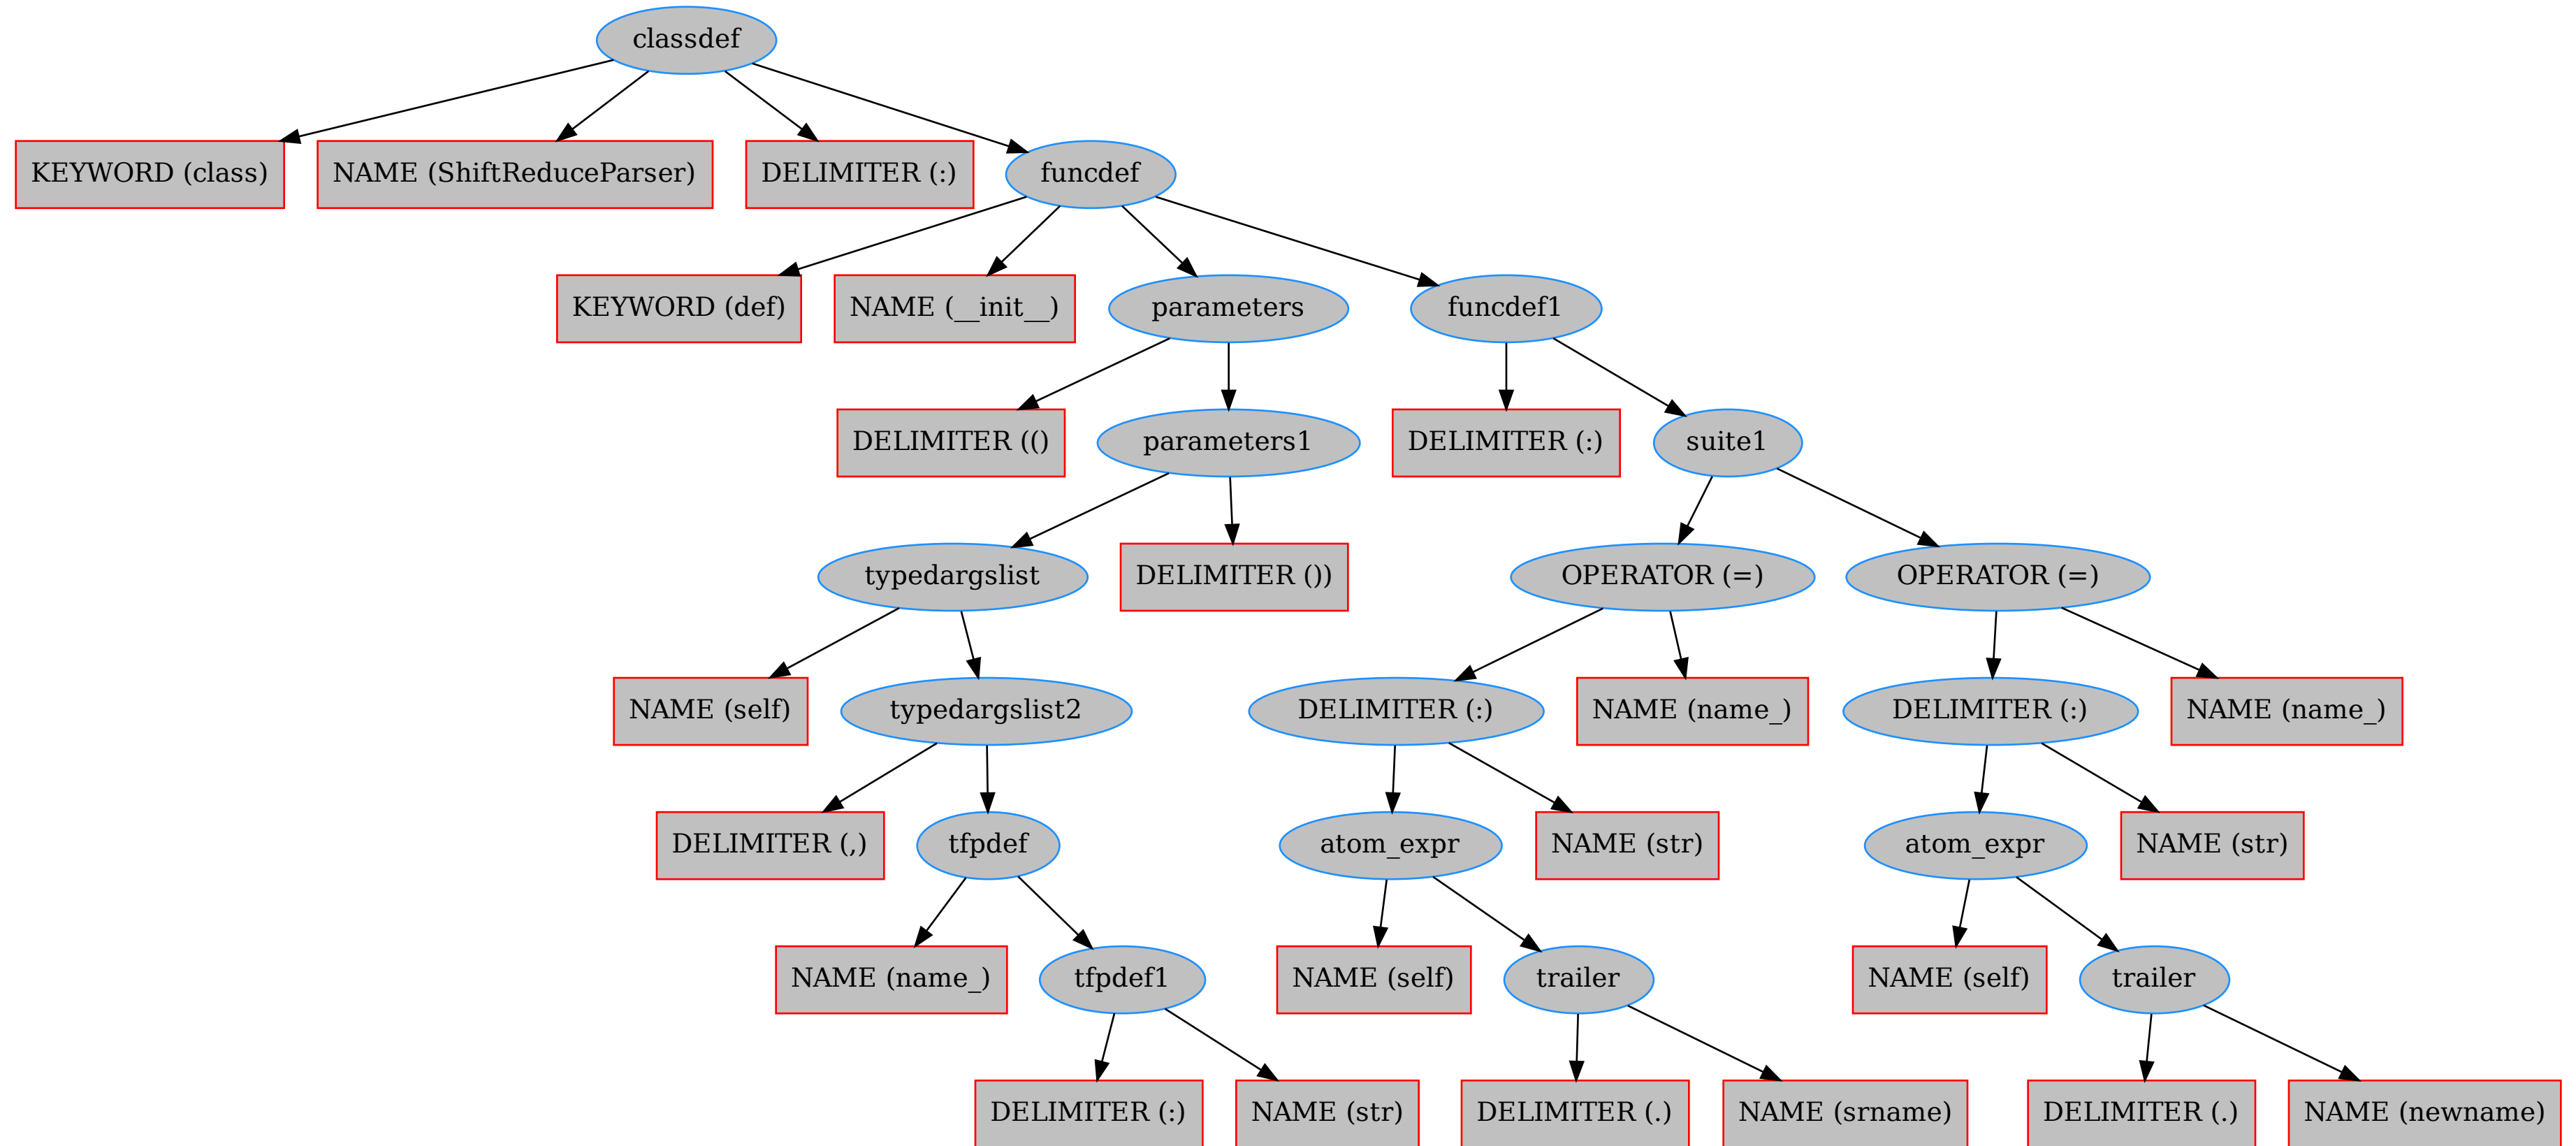 classdef
KEYWORD (class)
NAME (ShiftReduceParser)
DELIMITER (:)
funcdef
KEYWORD (def)
NAME (__init__)
parameters
funcdef1
DELIMITER (()
parameters1
DELIMITER (:)
suite1
typedargslist
DELIMITER ())
OPERATOR (=)
OPERATOR (=)
NAME (self)
typedargslist2
DELIMITER (:)
NAME (name_)
DELIMITER (:)
NAME (name_)
DELIMITER (,)
tfpdef
atom_expr
NAME (str)
atom_expr
NAME (str)
NAME (name_)
tfpdef1
NAME (self)
trailer
NAME (self)
trailer
DELIMITER (:)
NAME (str)
DELIMITER (.)
NAME (srname)
DELIMITER (.)
NAME (newname)